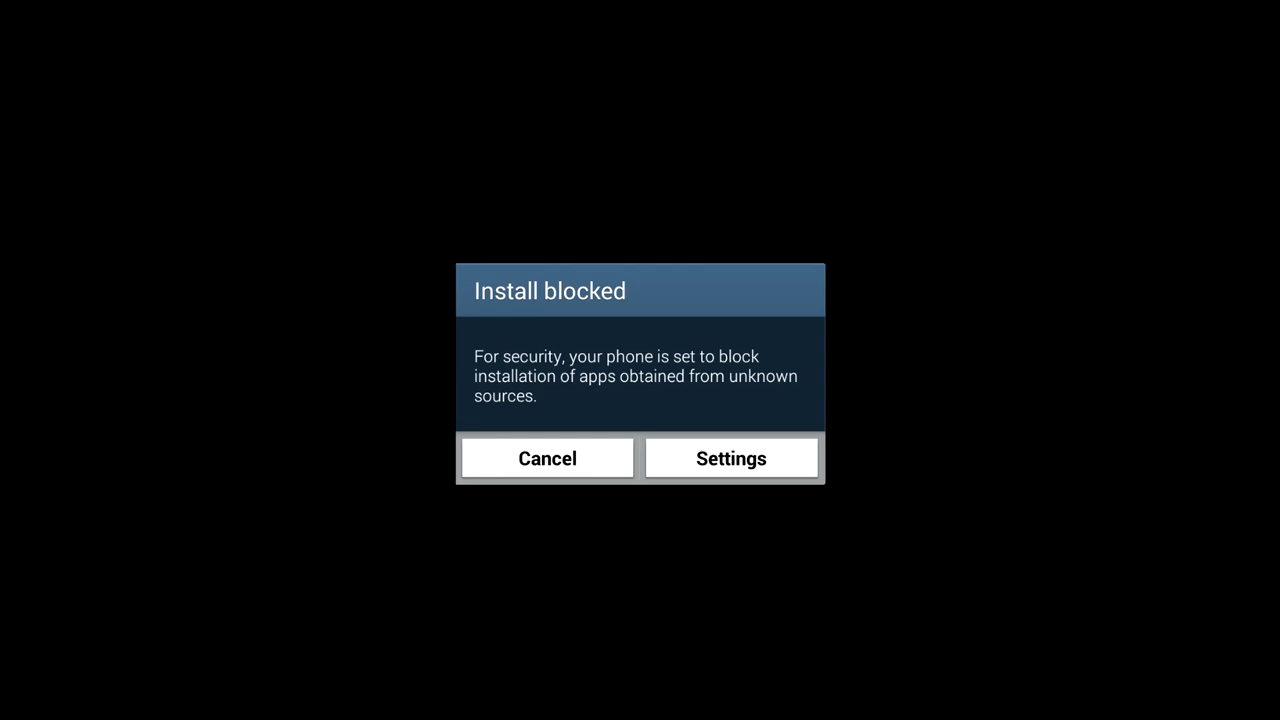 Install blocked
For security, your phone is set to block
installation of apps obtained from unknown
sources.
Cancel
Settings